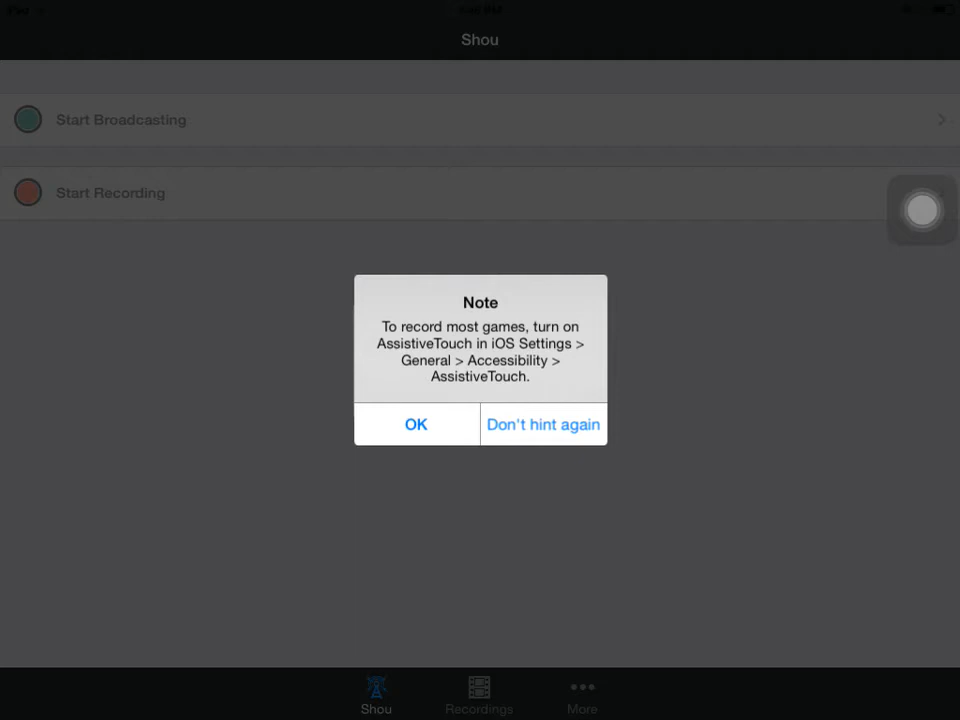 iPad
Shou
Start Broadcasting
Start Recording
Note
To record most games, turn on
AssistiveTouch in iOS Settings >
General > Accessibility >
AssistiveTouch.
OK
Don't hint again
Shou
Recordings
More